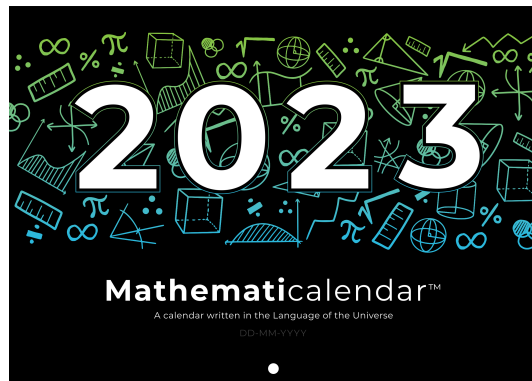 2023
Mathematicalendar™
A calendar written in the Language of the Universe
DD-MM-YYYY